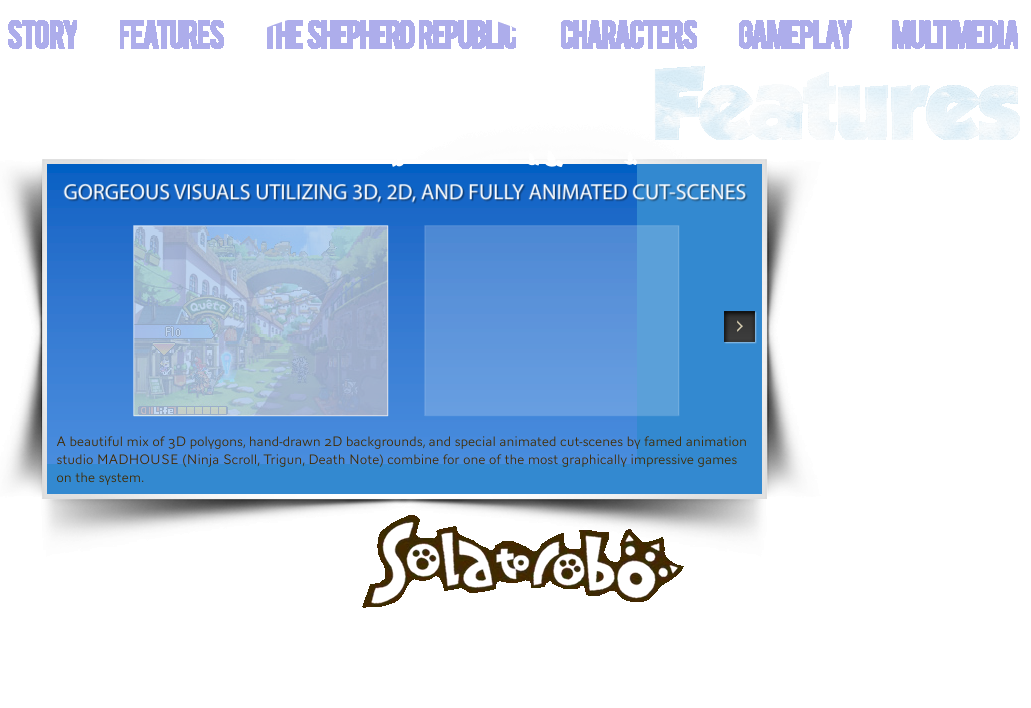 STORY FEATURES THE SHEPHERD REPUBLIC CHARACTERS GAMEPLAY MULTIMEDIA
Features
GORGEOUS VISUALS UTILIZING 3D, 2D, AND FULLY ANIMATED CUT-SCENES
Quête
Flo
Life
A beautiful mix of 3D polygons, hand-drawn 2D backgrounds, and special animated cut-scenes by famed animation
studio MADHOUSE (Ninja Scroll, Trigun, Death Note) combine for one of the most graphically impressive games
on the system.
Solatorobo